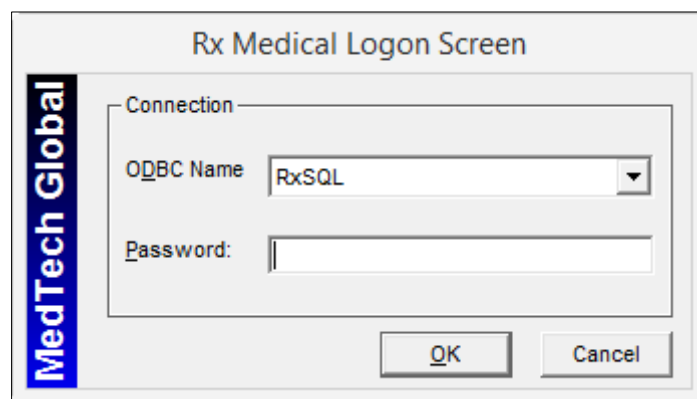 Rx Medical Logon Screen
MedTech Global
Connection
ODBC Name
RxSQL
Password:
OK
Cancel